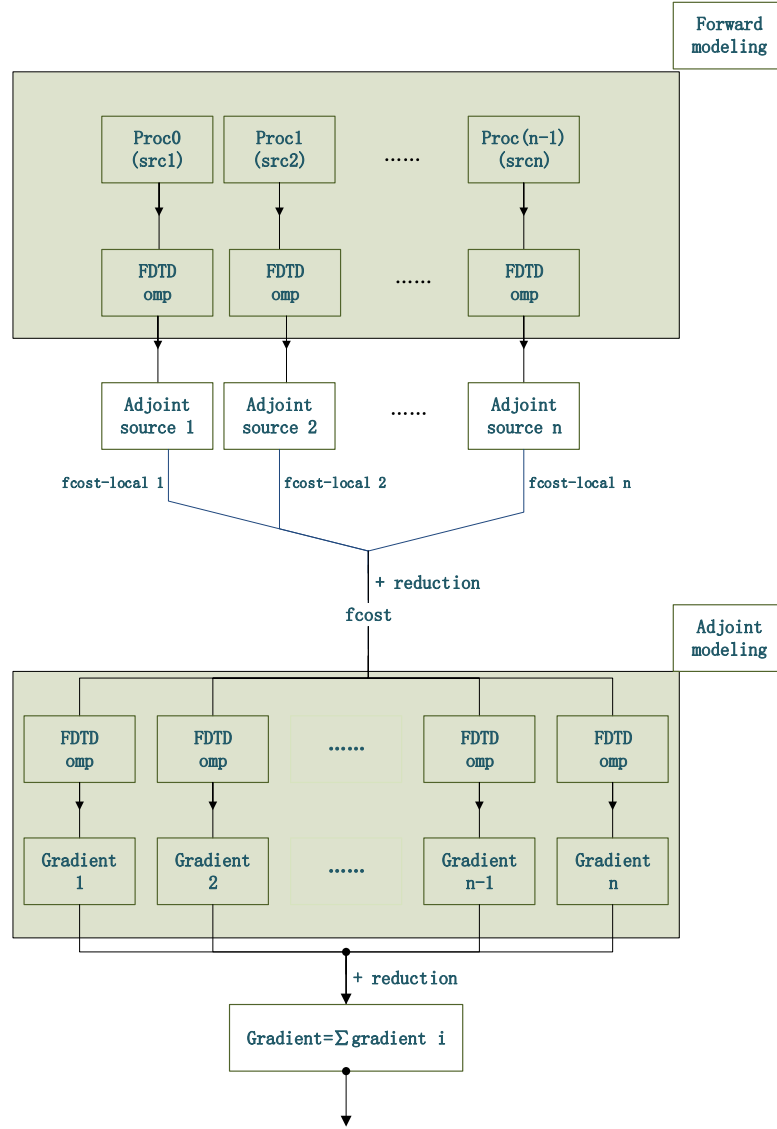 Forward
modeling
Proc0
(src1)
Proc1
(src2)
……
Proc(n-1)
(srcn)
FDTD
omp
FDTD
omp
……
FDTD
omp
Adjoint
source 1
Adjoint
source 2
……
Adjoint
source n
fcost-local 1
fcost-local 2
fcost-local n
+ reduction
fcost
Adjoint
modeling
FDTD
omp
FDTD
omp
……
FDTD
omp
FDTD
omp
Gradient
1
Gradient
2
……
Gradient
n-1
Gradient
n
+ reduction
Gradient=Σgradient i